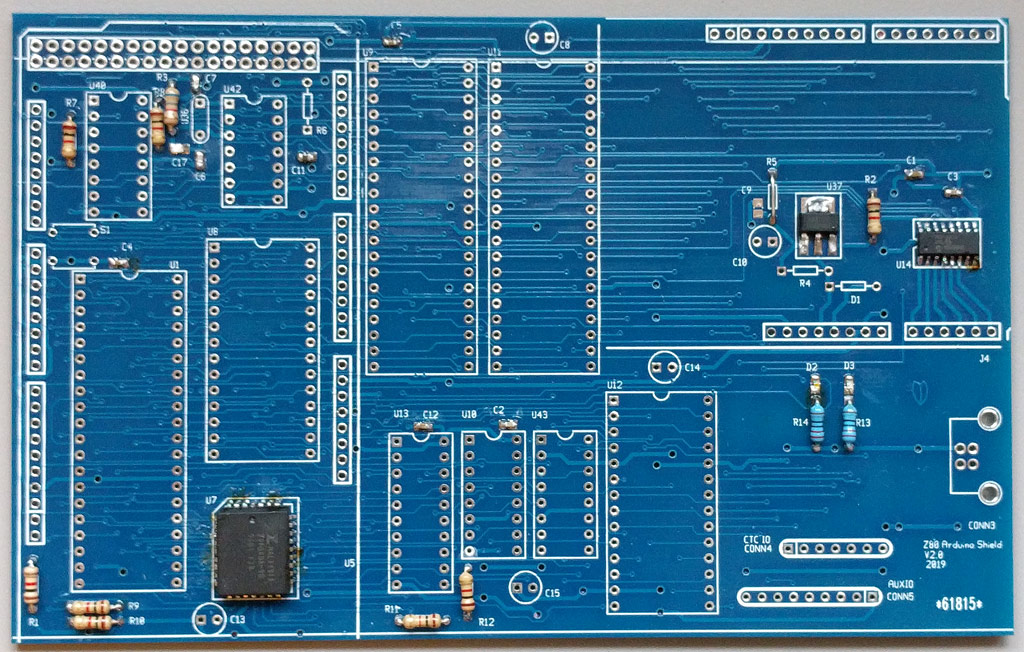 C5
C8
U9
U11
U40
R3
C7
U42
R8
R7
U36
R6
C17
C6
C11
R5
C1
C9
U37
R2
C3
S1
C10
U14
U8
C4
U1
R4
D1
J4
C14
D2
D3
U12
U13
C12
U10
C2
U43
R14
R13
U7
XILINX
CONN3
CTC IO
CONN4
Z80 Arduino Shield
V2.0
2019
U5
AUXIO
CONN5
*61815*
C15
R1
R9
R10
C13
R11
R12